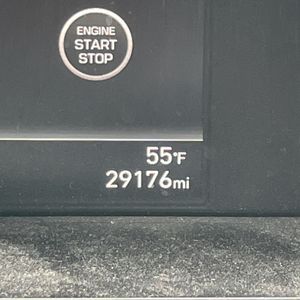 ENGINE
START
STOP
55°F
29176mi